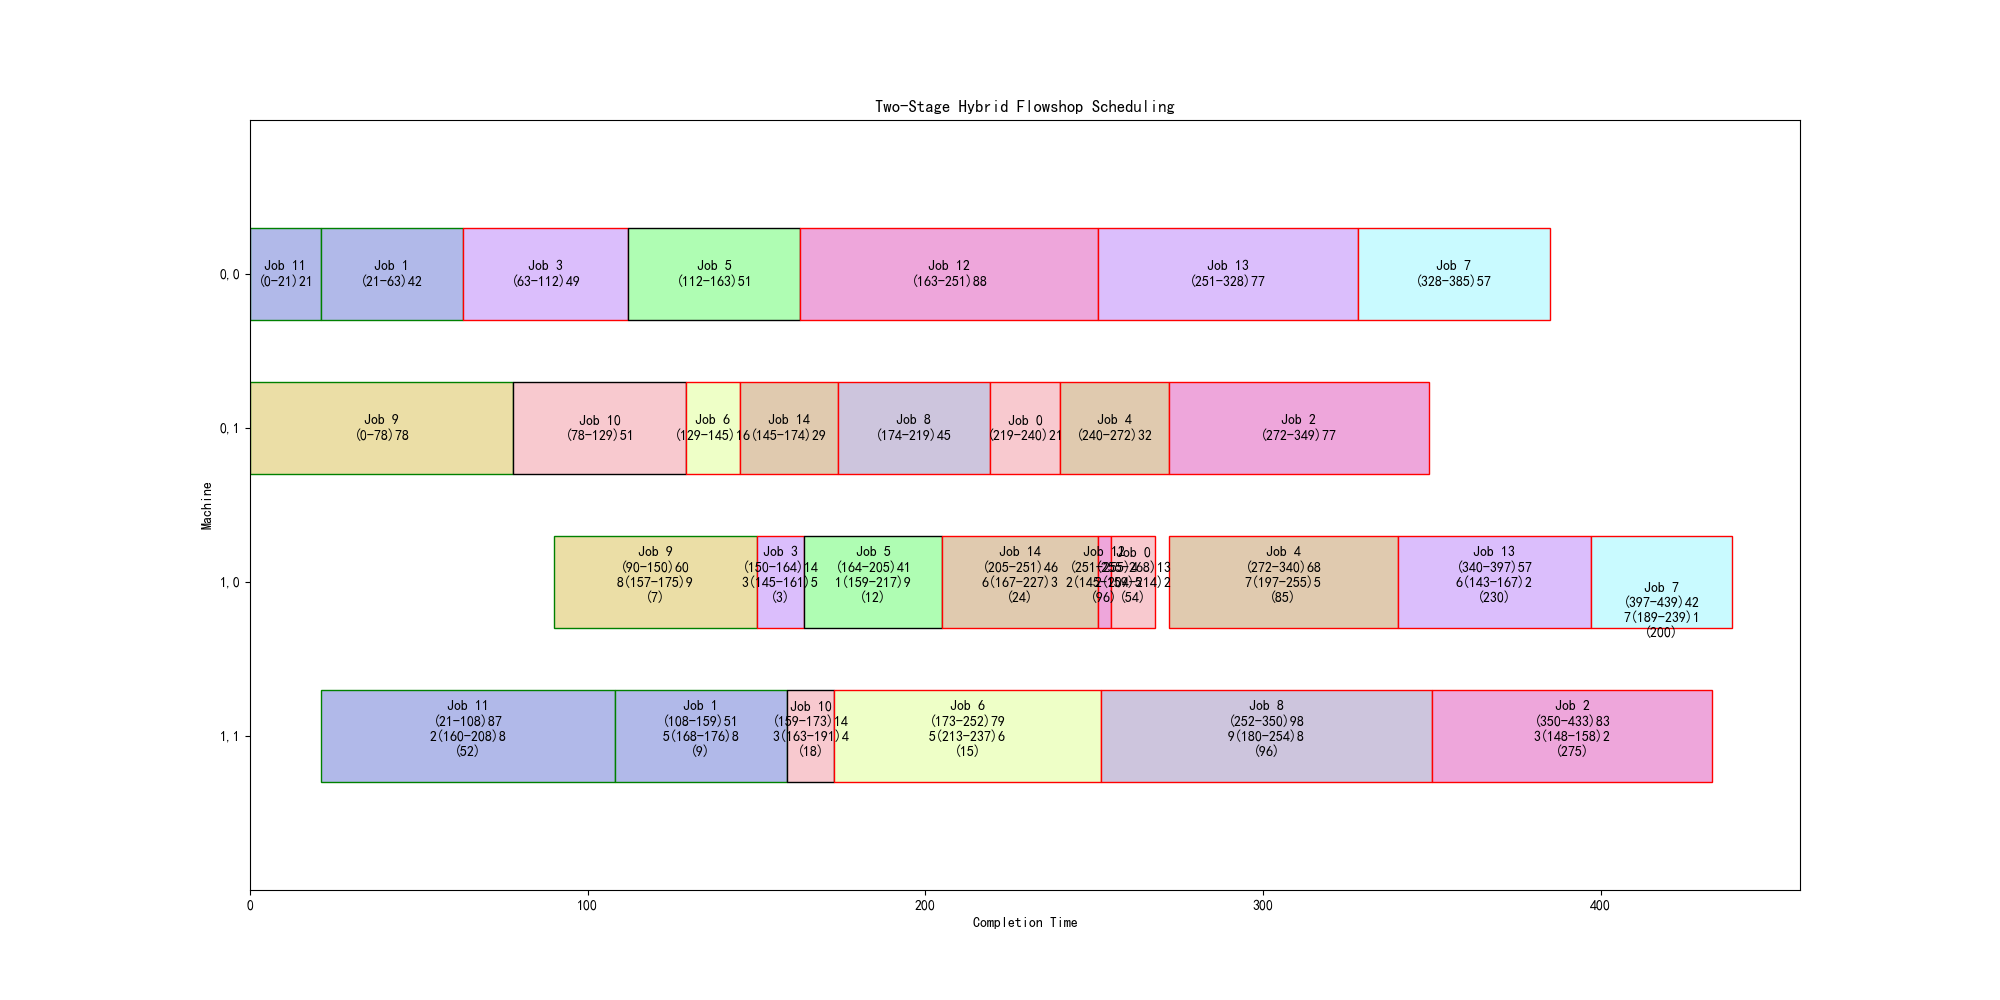 Two-Stage Hybrid Flowshop Scheduling
Machine
0,0
Job 11
(0-21)21
Job 1
(21-63)42
Job 3
(63-112)49
Job 5
(112-163)51
Job 12
(163-251)88
Job 13
(251-328)77
Job 7
(328-385)57
0,1
Job 9
(0-78)78
Job 10
(78-129)51
Job 6
(129-145)16
Job 14
(145-174)29
Job 8
(174-219)45
Job 0
(219-240)21
Job 4
(240-272)32
Job 2
(272-349)77
1,0
Job 9
(90-150)60
8(157-175)9
(7)
Job 3
(150-164)14
3(145-161)5
(3)
Job 5
(164-205)41
1(159-217)9
(12)
Job 14
(205-251)46
6(167-227)3
(24)
Job 12
(251-255)4
(96)
Job 0
(255-268)13
(54)
Job 4
(272-340)68
7(197-255)5
(85)
Job 13
(340-397)57
6(143-167)2
(230)
Job 7
(397-439)42
7(189-239)1
(200)
1,1
Job 11
(21-108)87
2(160-208)8
(52)
Job 1
(108-159)51
5(168-176)8
(9)
Job 10
(159-173)14
3(163-191)4
(18)
Job 6
(173-252)79
5(213-237)6
(15)
Job 8
(252-350)98
9(180-254)8
(96)
Job 2
(350-433)83
3(148-158)2
(275)
0
100
200
300
400
Completion Time